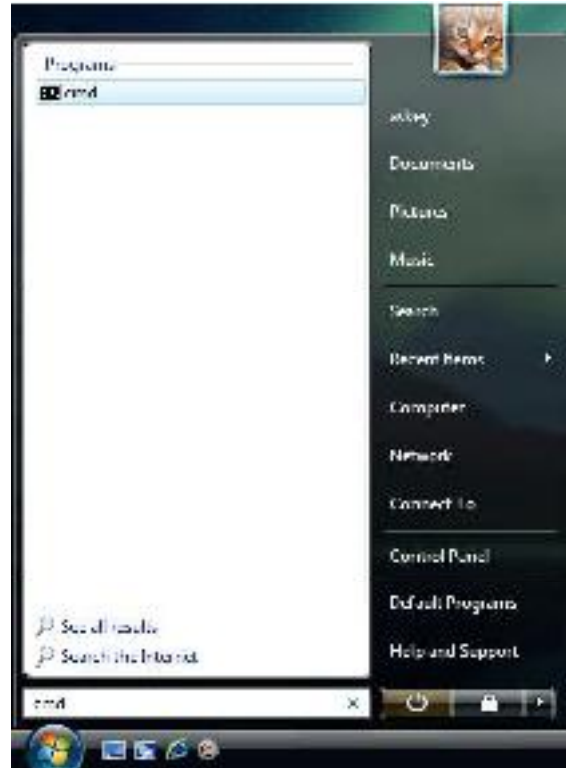 Programs
cmd
askey
Documents
Pictures
Music
Search
Recent Items
Computer
Network
Connect To
Control Panel
Default Programs
Help and Support
See all results
Search the Internet
cmd